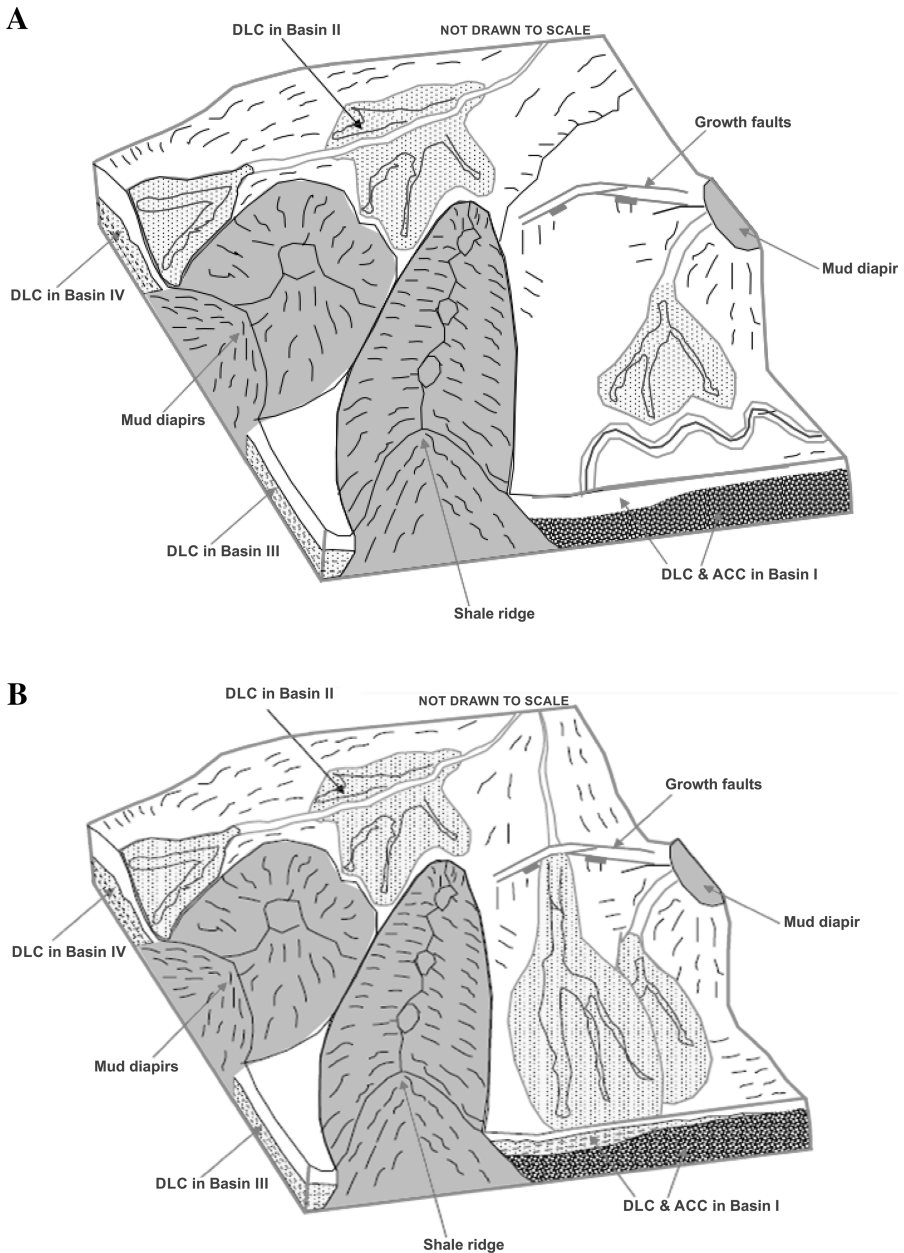 A
DLC in Basin II
NOT DRAWN TO SCALE
Growth faults
Mud diapir
DLC in Basin IV
Mud diapirs
DLC in Basin III
DLC & ACC in Basin I
Shale ridge
B
DLC in Basin II
NOT DRAWN TO SCALE
Growth faults
Mud diapir
DLC in Basin IV
Mud diapirs
DLC in Basin III
DLC & ACC in Basin I
Shale ridge